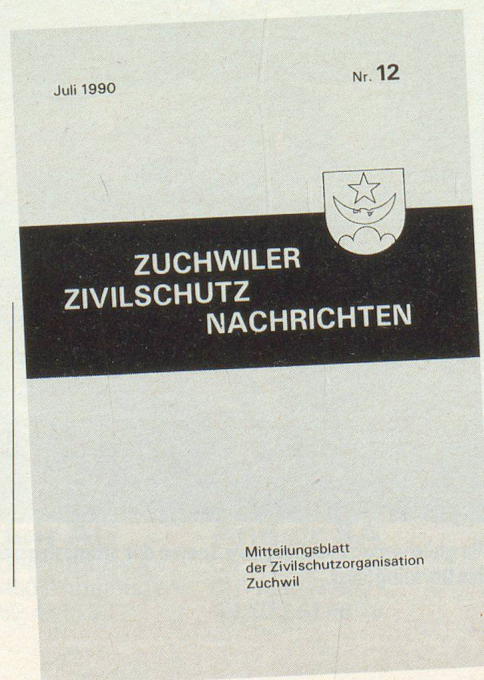 Juli 1990
Nr. 12
ZUCHWILER
ZIVILSCHUTZ
NACHRICHTEN
Mitteilungsblatt
der Zivilschutzorganisation
Zuchwil